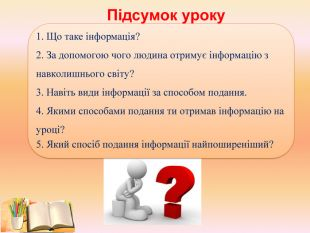 Підсумок уроку
1. Що таке інформація?
2. За допомогою чого людина отримує інформацію з
навколишнього світу?
3. Навіть види інформації за способом подання.
4. Якими способами подання ти отримав інформацію на
уроці?
5. Який спосіб подання інформації найпоширеніший?